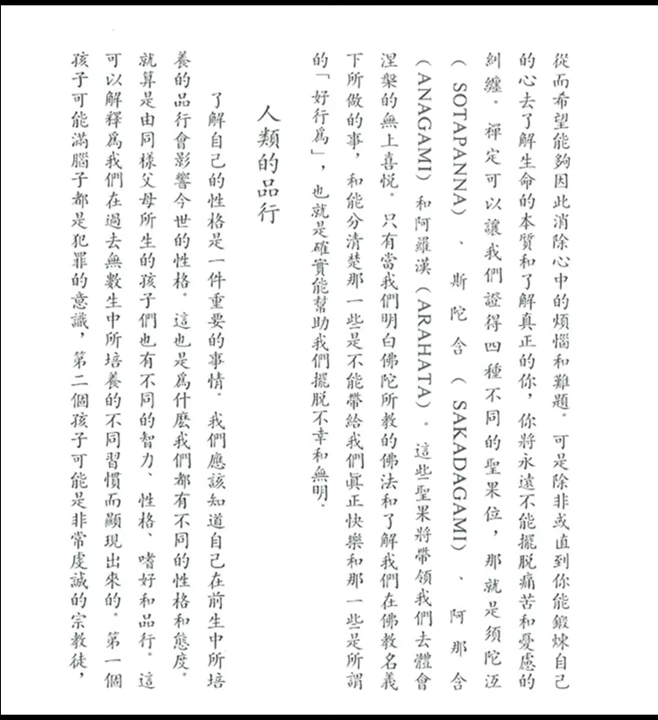 從而希望能夠因此消除心中的煩惱和難題。可是除非或直到你能鍛煉自己
的心去了解生命的本質和了解真正的你，你將永遠不能擺脫痛苦和憂慮的
糾纏。禪定可以讓我們證得四種不同的聖果位，那就是須陀洹
（SOTAPANNA）、斯陀含（SAKADAGAMI）、阿那含
（ANAGAMI）和阿羅漢（ARAHATA）。這些聖果將帶領我們去體會
涅槃的無上喜悅。只有當我們明白佛陀所教的佛法和了解我們在佛教名義
下所做的事，和能分清楚那一些是不能帶給我們眞正快樂和那一些是所謂
的「好行為」，也就是確實能幫助我們擺脫不幸和無明。
人類的品行
了解自己的性格是一件重要的事情。我們應該知道自己在前生中所培
養的品行會影響今世的性格。這也是爲什麼我們都有不同的性格和態度。
就算是由同樣父母所生的孩子們也有不同的智力、性格、嗜好和品行。這
可以解釋爲我們在過去無數生中所培養的不同習慣而顯現出來的。第一個
孩子可能滿腦子都是犯罪的意識，第二個孩子可能是非常虔誠的宗教徒，